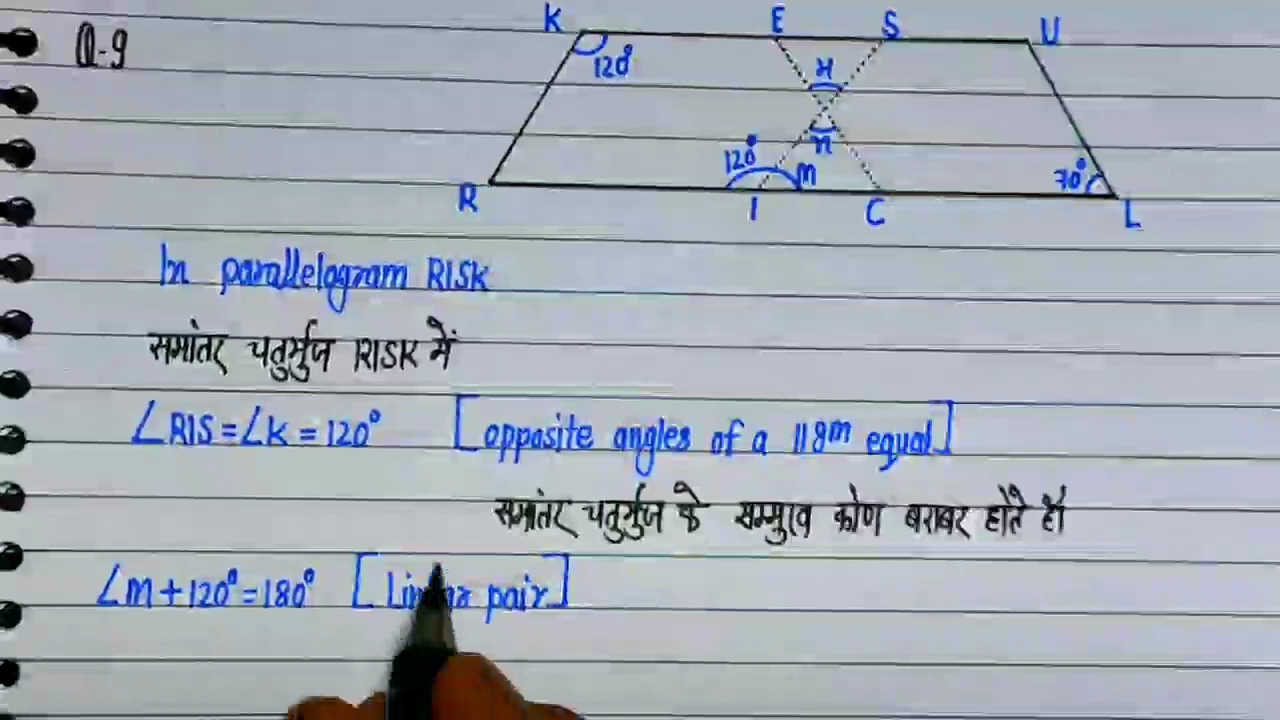 Q-9
K E S U
120°
x
n
120° m 70°
R I C L
In parallelogram RISK
समांतर चतुर्भुज RISK में
∠RIS = ∠K = 120° [opposite angles of a ||gm equal]
समांतर चतुर्भुज के सम्मुख कोण बराबर होते हैं
∠m + 120° = 180° [ pair]